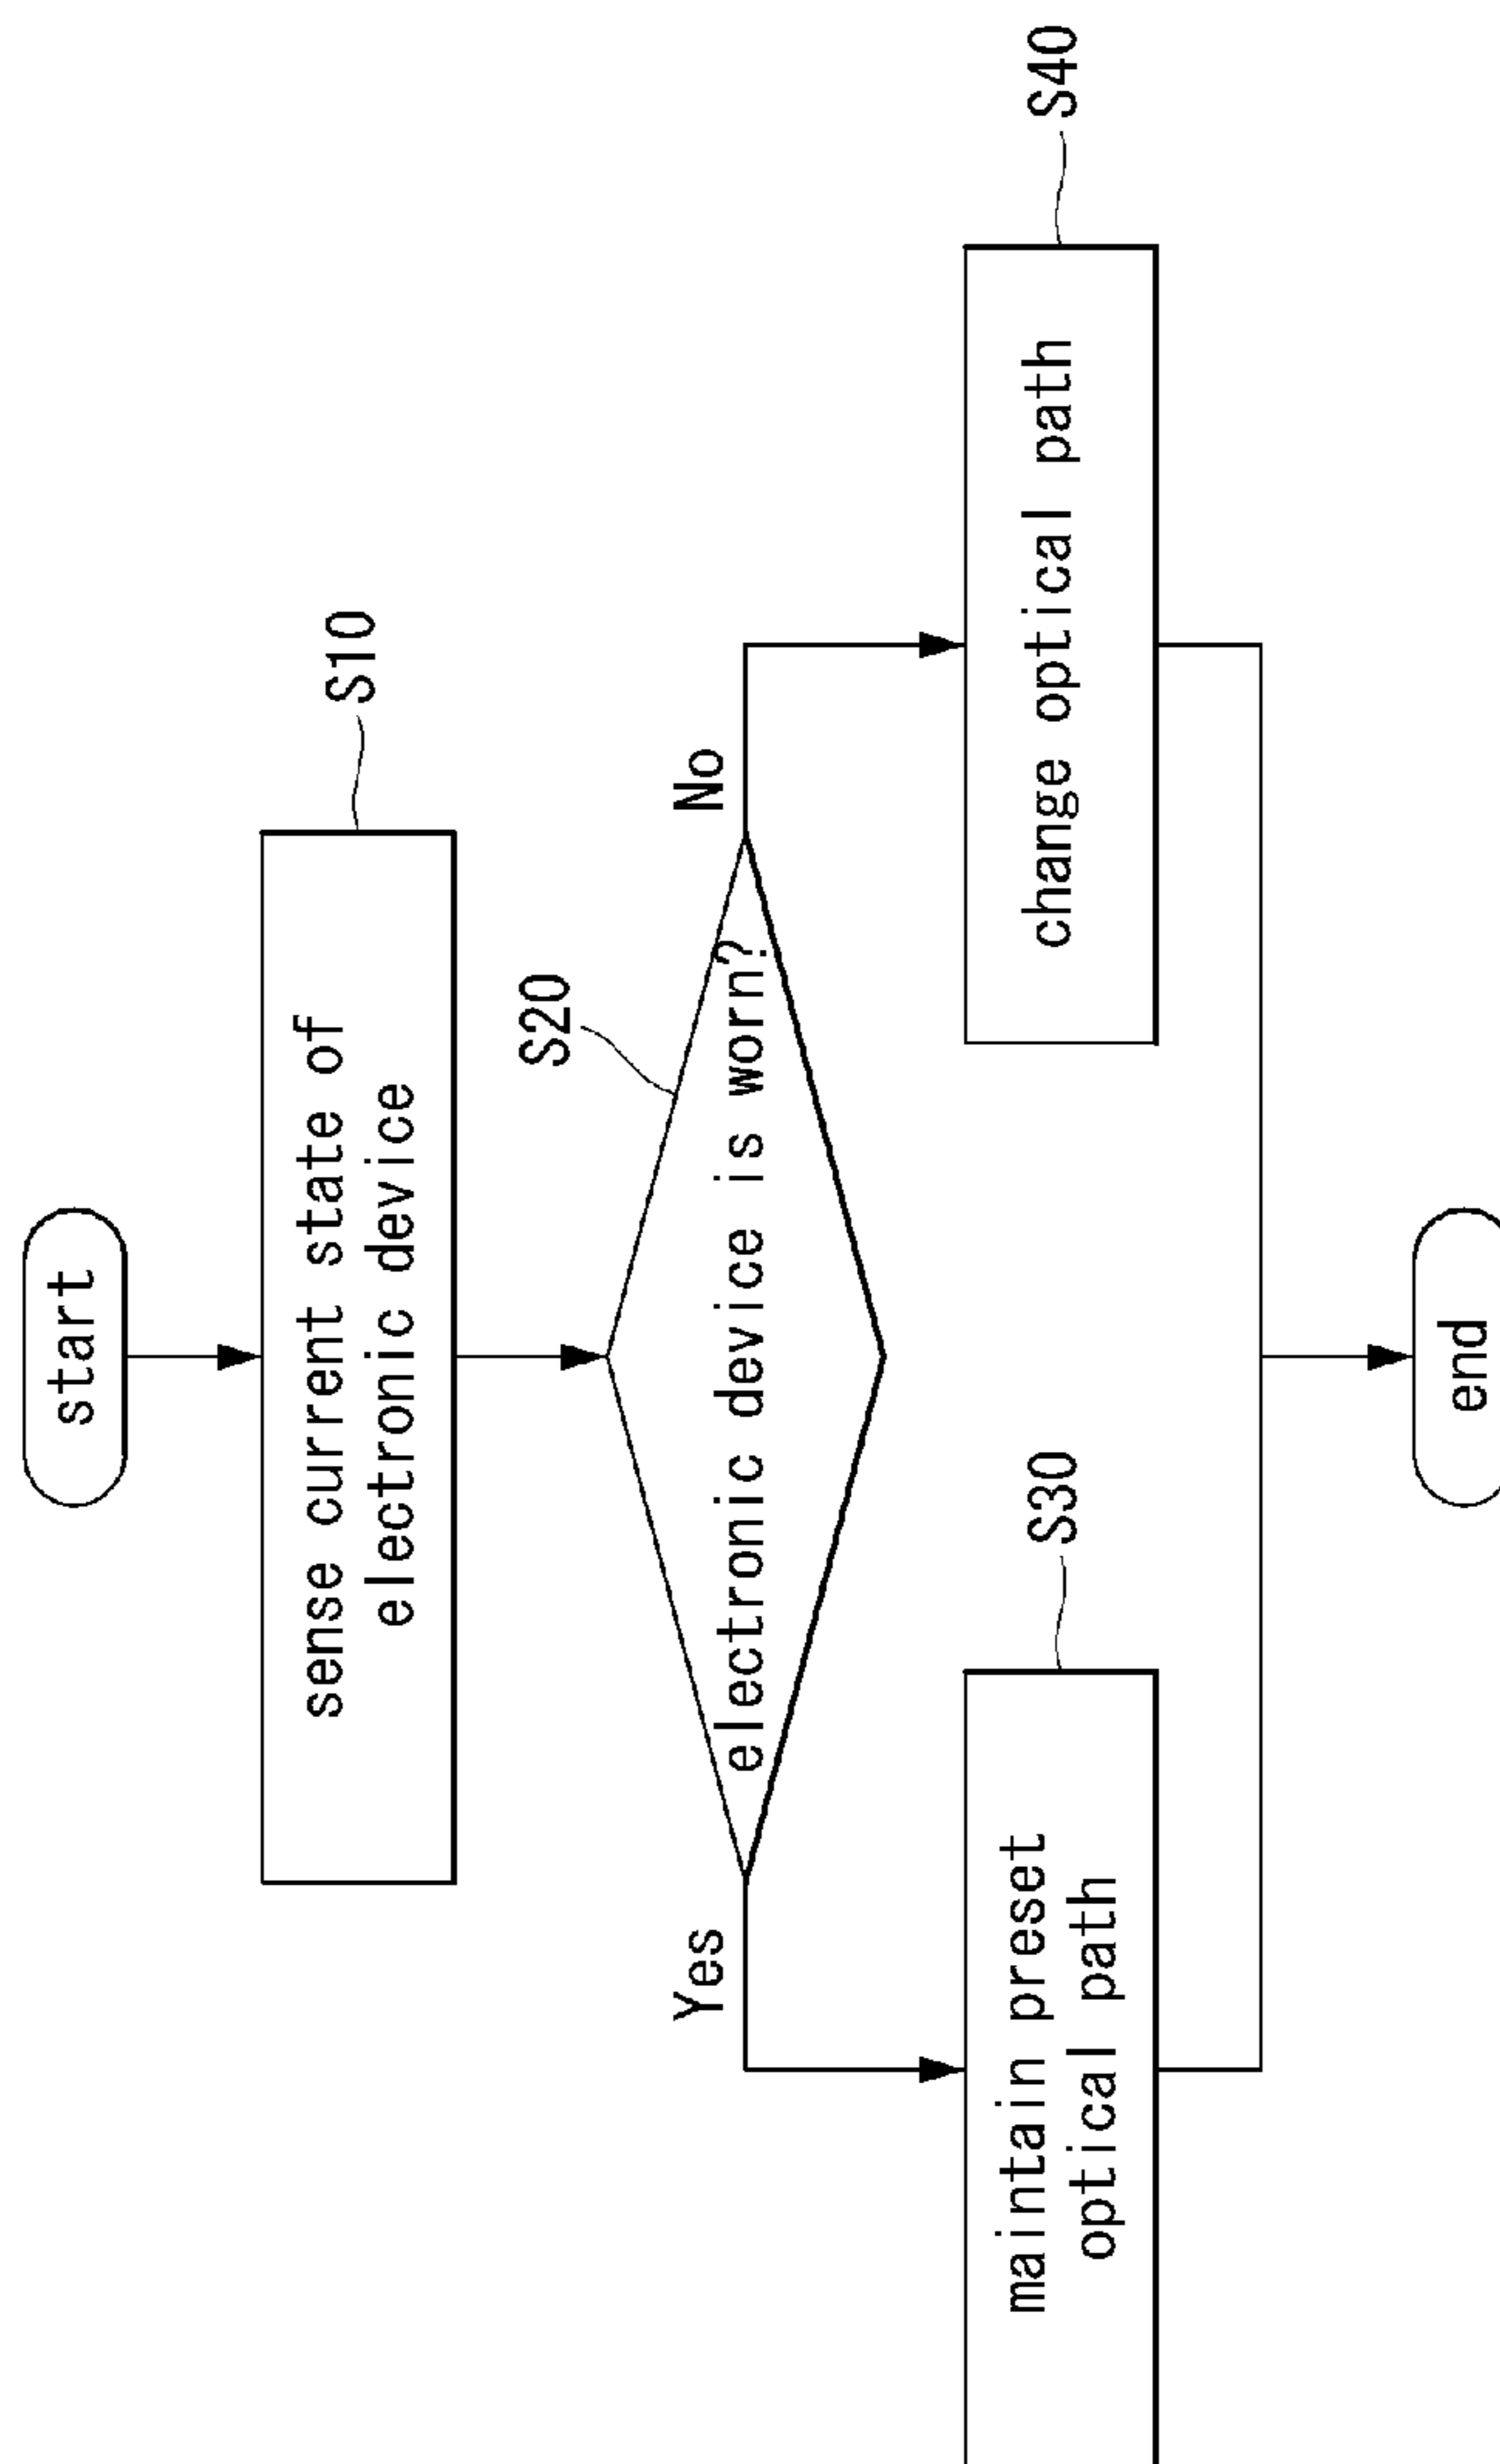 start
sense current state of
electronic device
S10
electronic device is worn?
S20
Yes
No
maintain preset
optical path
S30
change optical path
S40
end